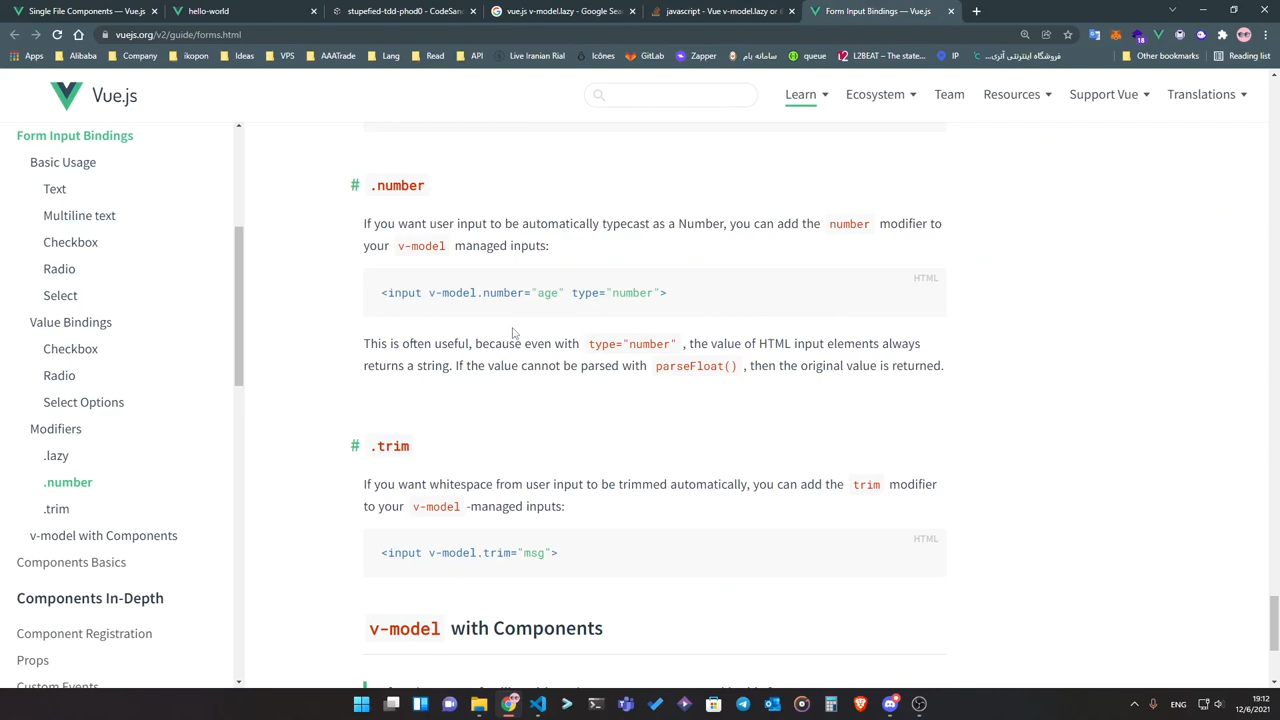 Single File Components — Vue.js
hello-world
stupefied-tdd-phod0 - CodeSan
vue.js v-model.lazy - Google Sea
javascript - Vue v-model.lazy or
Form Input Bindings — Vue.js
vuejs.org/v2/guide/forms.html
Apps
Alibaba
Company
ikopon
Ideas
VPS
AAATrade
Lang
Read
API
Live Iranian Rial
Icônes
GitLab
سامانه پیام
Zapper
queue
L2BEAT – The state...
IP
فروشگاه اینترنتی آتری...
Other bookmarks
Reading list
Vue.js
Learn
Ecosystem
Team
Resources
Support Vue
Translations
Form Input Bindings
Basic Usage
Text
Multiline text
Checkbox
Radio
Select
Value Bindings
Checkbox
Radio
Select Options
Modifiers
.lazy
.number
.trim
v-model with Components
Components Basics
Components In-Depth
Component Registration
Props
Custom Events
# .number
If you want user input to be automatically typecast as a Number, you can add the number modifier to
your v-model managed inputs:
HTML
<input v-model.number="age" type="number">
This is often useful, because even with type="number" , the value of HTML input elements always
returns a string. If the value cannot be parsed with parseFloat() , then the original value is returned.
# .trim
If you want whitespace from user input to be trimmed automatically, you can add the trim modifier
to your v-model -managed inputs:
HTML
<input v-model.trim="msg">
v-model with Components
ENG
19:12
12/6/2021